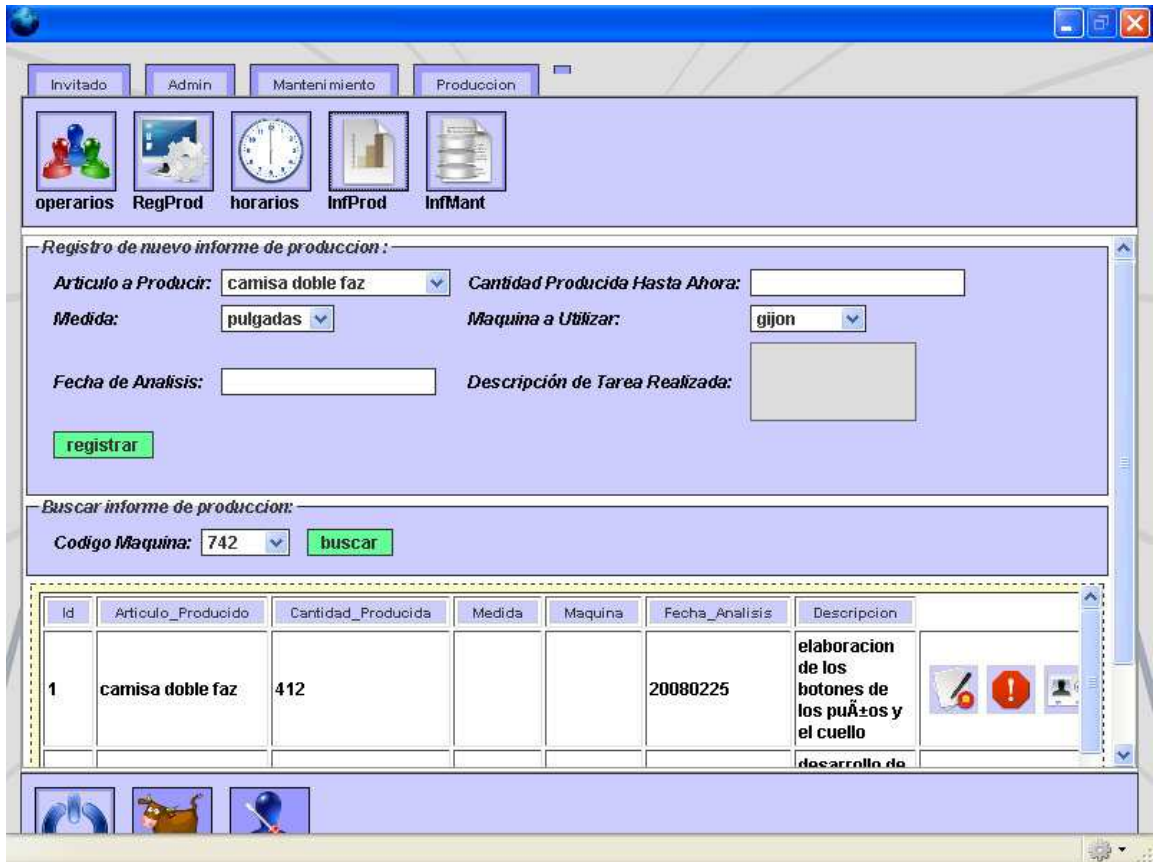 Invitado Admin Mantenimiento Produccion
operarios RegProd horarios InfProd InfMant
Registro de nuevo informe de produccion :
Articulo a Producir: camisa doble faz Cantidad Producida Hasta Ahora:
Medida: pulgadas Maquina a Utilizar: gijon
Fecha de Analisis: Descripción de Tarea Realizada:
registrar
Buscar informe de produccion:
Codigo Maquina: 742 buscar
Id Articulo_Producido Cantidad_Producida Medida Maquina Fecha_Analisis Descripcion
1 camisa doble faz 412 20080225 elaboracion
de los
botones de
los puÃ±os y
el cuello
desarrollo de